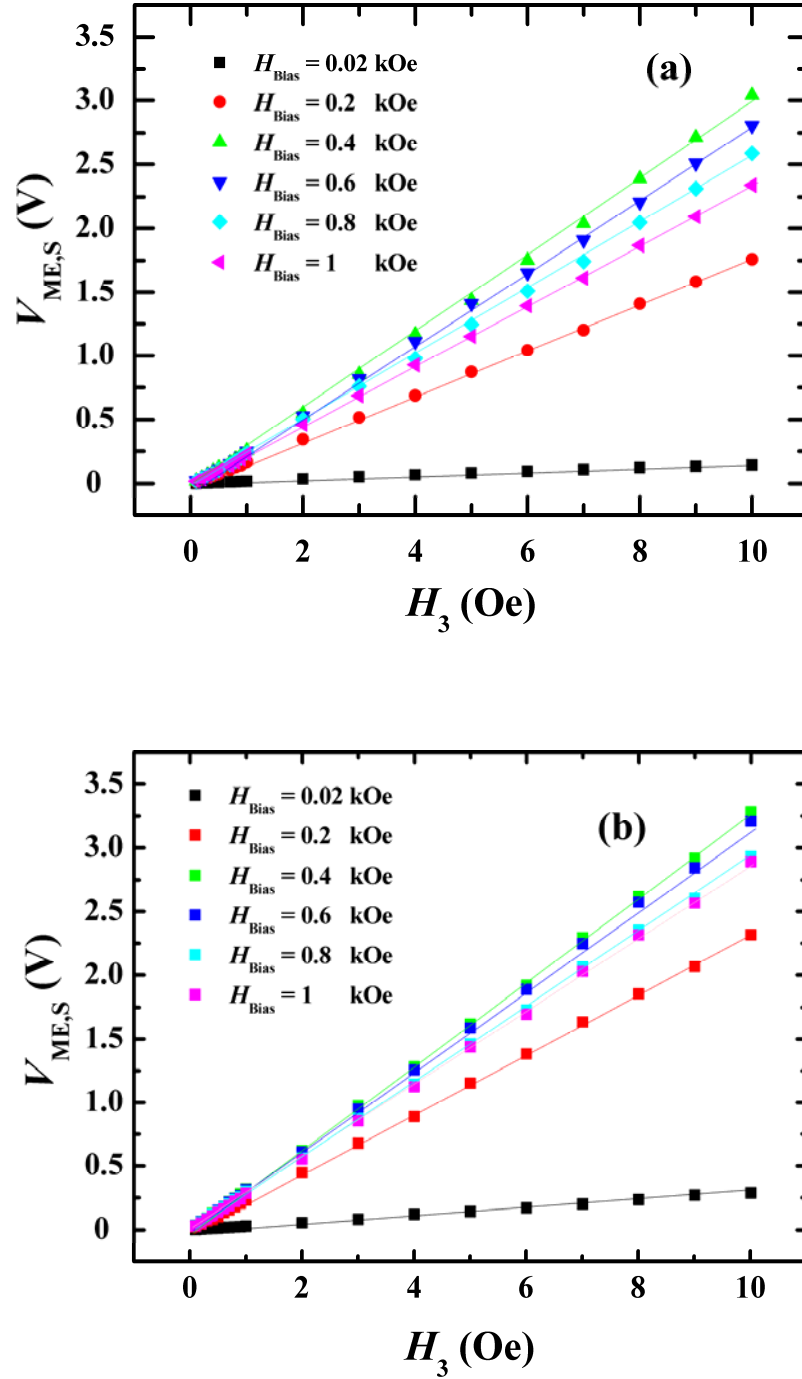 3.5
3.0
2.5
2.0
1.5
1.0
0.5
0
V_ME,S (V)
(a)
H_Bias = 0.02 kOe
H_Bias = 0.2 kOe
H_Bias = 0.4 kOe
H_Bias = 0.6 kOe
H_Bias = 0.8 kOe
H_Bias = 1 kOe
0 2 4 6 8 10
H_3 (Oe)
3.5
3.0
2.5
2.0
1.5
1.0
0.5
0
V_ME,S (V)
(b)
H_Bias = 0.02 kOe
H_Bias = 0.2 kOe
H_Bias = 0.4 kOe
H_Bias = 0.6 kOe
H_Bias = 0.8 kOe
H_Bias = 1 kOe
0 2 4 6 8 10
H_3 (Oe)